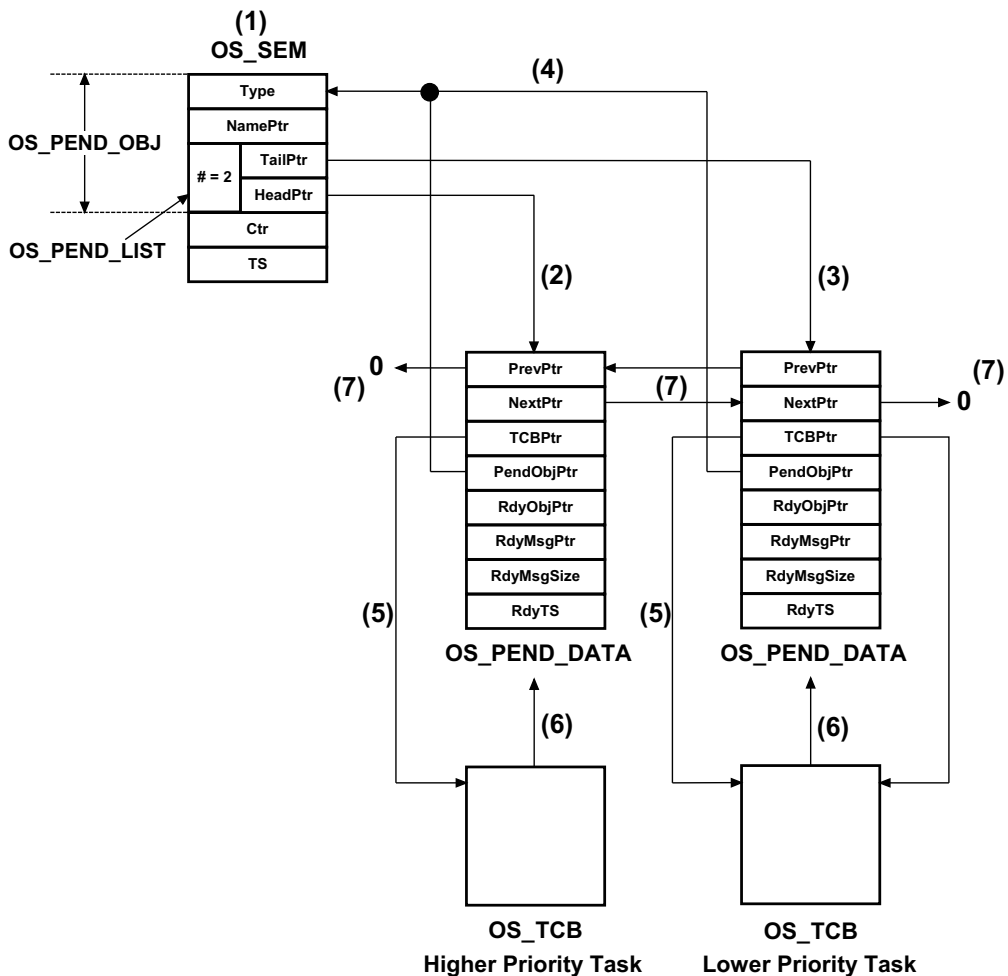 (1)
OS_SEM
(4)
Type
NamePtr
OS_PEND_OBJ
# = 2
TailPtr
HeadPtr
Ctr
OS_PEND_LIST
TS
(2)
(3)
0
(7)
PrevPtr
NextPtr
TCBPtr
PendObjPtr
RdyObjPtr
RdyMsgPtr
RdyMsgSize
RdyTS
(7)
PrevPtr
NextPtr
TCBPtr
PendObjPtr
RdyObjPtr
RdyMsgPtr
RdyMsgSize
RdyTS
(7)
0
(5)
(5)
OS_PEND_DATA
OS_PEND_DATA
(6)
(6)
OS_TCB
Higher Priority Task
OS_TCB
Lower Priority Task